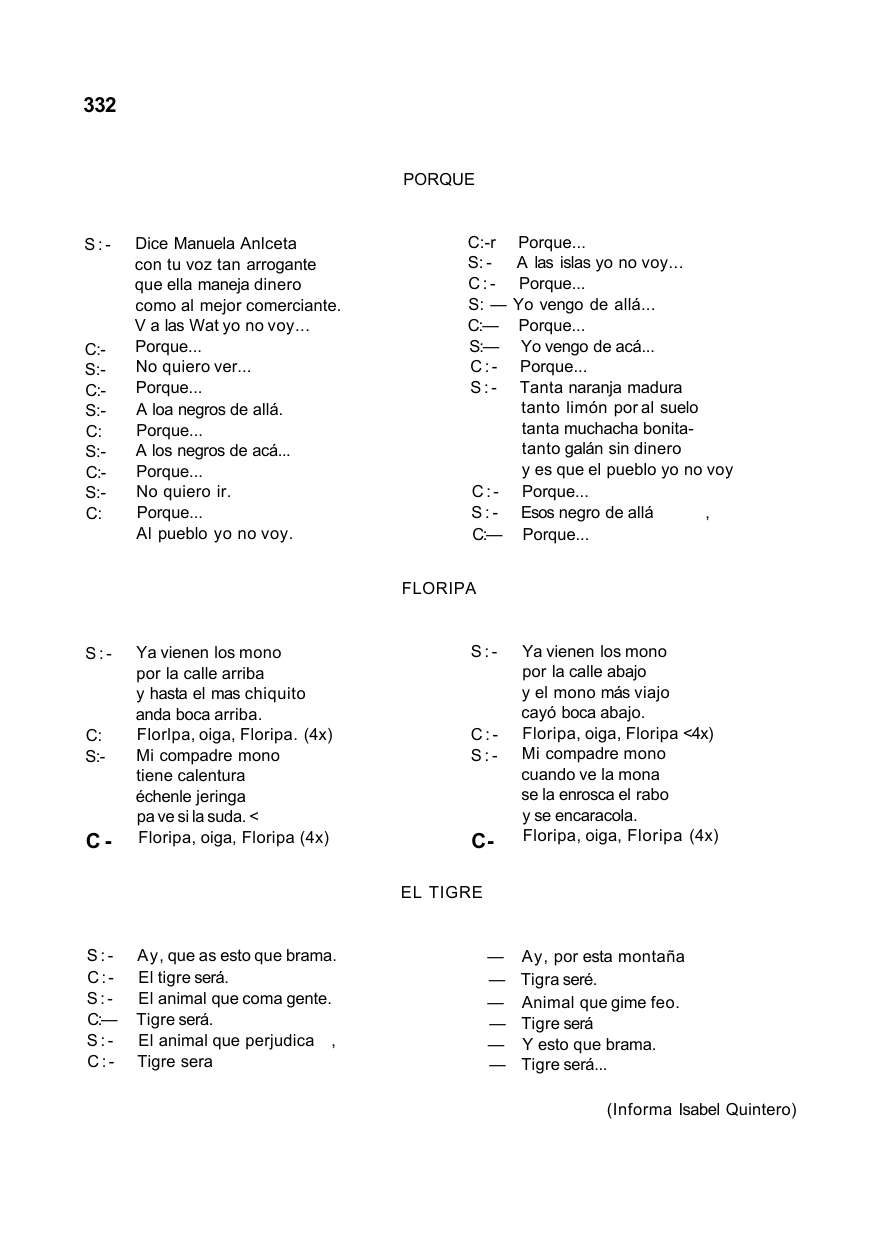 332
PORQUE
S:- Dice Manuela AnIceta
con tu voz tan arrogante
que ella maneja dinero
como al mejor comerciante.
V a las Wat yo no voy...
C:- Porque...
S:- No quiero ver...
C:- Porque...
S:- A loa negros de allá.
C: Porque...
S:- A los negros de acá...
C:- Porque...
S:- No quiero ir.
C: Porque...
Al pueblo yo no voy.
C:-r Porque...
S:- A las islas yo no voy...
C:- Porque...
S: — Yo vengo de allá...
C:— Porque...
S:— Yo vengo de acá...
C:- Porque...
S:- Tanta naranja madura
tanto limón por al suelo
tanta muchacha bonita-
tanto galán sin dinero
y es que el pueblo yo no voy
C:- Porque...
S:- Esos negro de allá ,
C:— Porque...
FLORIPA
S:- Ya vienen los mono
por la calle arriba
y hasta el mas chiquito
anda boca arriba.
C: FlorIpa, oiga, Floripa. (4x)
S:- Mi compadre mono
tiene calentura
échenle jeringa
pa ve si la suda. <
C- Floripa, oiga, Floripa (4x)
S:- Ya vienen los mono
por la calle abajo
y el mono más viajo
cayó boca abajo.
C:- Floripa, oiga, Floripa <4x)
S:- Mi compadre mono
cuando ve la mona
se la enrosca el rabo
y se encaracola.
C- Floripa, oiga, Floripa (4x)
EL TIGRE
S:- Ay, que as esto que brama.
C:- El tigre será.
S:- El animal que coma gente.
C:— Tigre será.
S:- El animal que perjudica ,
C:- Tigre sera
— Ay, por esta montaña
— Tigra seré.
— Animal que gime feo.
— Tigre será
— Y esto que brama.
— Tigre será...
(Informa Isabel Quintero)